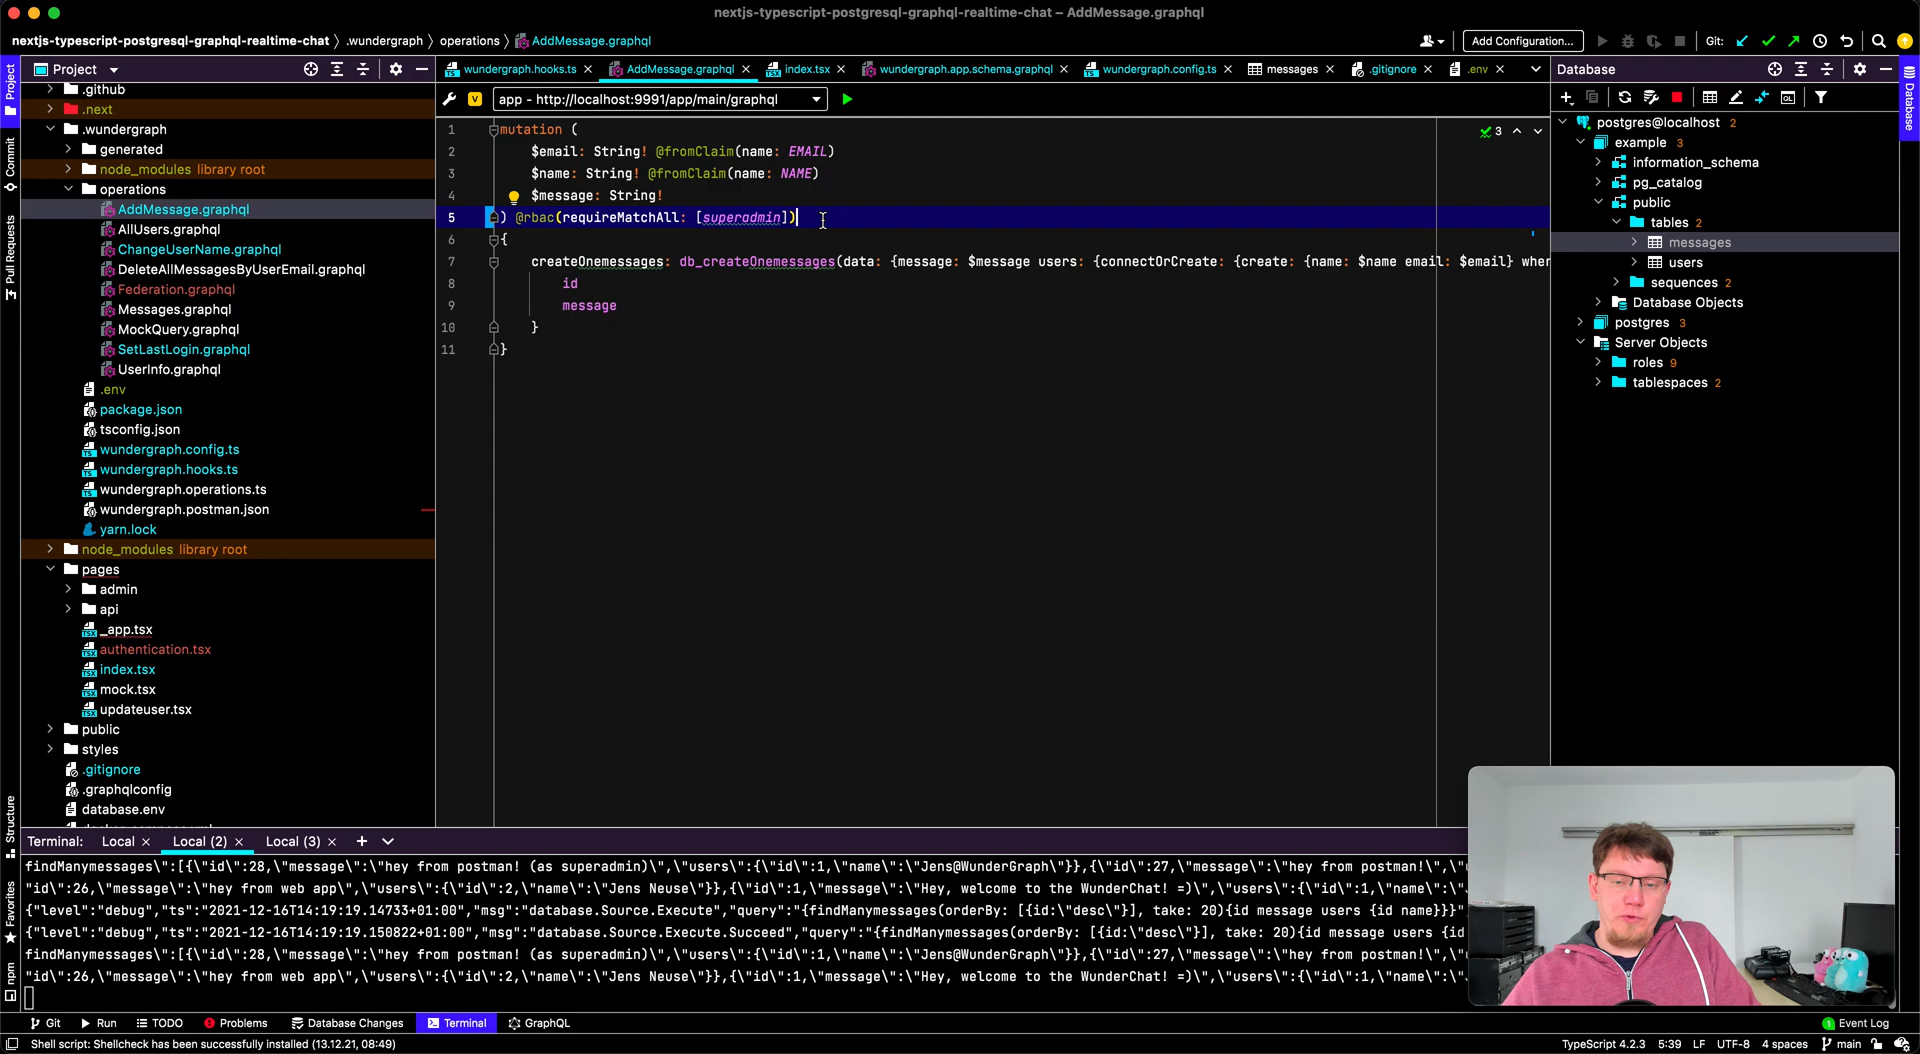 nextjs-typescript-postgresql-graphql-realtime-chat – AddMessage.graphql
nextjs-typescript-postgresql-graphql-realtime-chat 〉 .wundergraph 〉 operations 〉 AddMessage.graphql
Add Configuration...
Git:
Project
wundergraph.hooks.ts
AddMessage.graphql
index.tsx
wundergraph.app.schema.graphql
wundergraph.config.ts
messages
.gitignore
.env
Database
app - http://localhost:9991/app/main/graphql
Project
Commit
Pull Requests
Structure
Favorites
npm
.github
.next
.wundergraph
generated
node_modules library root
operations
AddMessage.graphql
AllUsers.graphql
ChangeUserName.graphql
DeleteAllMessagesByUserEmail.graphql
Federation.graphql
Messages.graphql
MockQuery.graphql
SetLastLogin.graphql
UserInfo.graphql
.env
package.json
tsconfig.json
wundergraph.config.ts
wundergraph.hooks.ts
wundergraph.operations.ts
wundergraph.postman.json
yarn.lock
node_modules library root
pages
admin
api
_app.tsx
authentication.tsx
index.tsx
mock.tsx
updateuser.tsx
public
styles
.gitignore
.graphqlconfig
database.env
1 mutation (
2 $email: String! @fromClaim(name: EMAIL)
3 $name: String! @fromClaim(name: NAME)
4 $message: String!
5 ) @rbac(requireMatchAll: [superadmin])
6 {
7 createOnemessages: db_createOnemessages(data: {message: $message users: {connectOrCreate: {create: {name: $name email: $email} wher
8 id
9 message
10 }
11 }
3
postgres@localhost 2
example 3
information_schema
pg_catalog
public
tables 2
messages
users
sequences 2
Database Objects
postgres 3
Server Objects
roles 9
tablespaces 2
Database
Terminal: Local Local (2) Local (3)
findManymessages\":[{\"id\":28,\"message\":\"hey from postman! (as superadmin)\",\"users\":{\"id\":1,\"name\":\"Jens@WunderGraph\"}},{\"id\":27,\"message\":\"hey from postman!\",\"u
"id\":26,\"message\":\"hey from web app\",\"users\":{\"id\":2,\"name\":\"Jens Neuse\"}},{\"id\":1,\"message\":\"Hey, welcome to the WunderChat! =)\",\"users\":{\"id\":1,\"name\":\"
{"level":"debug","ts":"2021-12-16T14:19:19.14733+01:00","msg":"database.Source.Execute","query":"{findManymessages(orderBy: [{id:\"desc\"}], take: 20){id message users {id name}}}"
{"level":"debug","ts":"2021-12-16T14:19:19.150822+01:00","msg":"database.Source.Execute.Succeed","query":"{findManymessages(orderBy: [{id:\"desc\"}], take: 20){id message users {id
findManymessages\":[{\"id\":28,\"message\":\"hey from postman! (as superadmin)\",\"users\":{\"id\":1,\"name\":\"Jens@WunderGraph\"}},{\"id\":27,\"message\":\"hey from postman!\",\"u
"id\":26,\"message\":\"hey from web app\",\"users\":{\"id\":2,\"name\":\"Jens Neuse\"}},{\"id\":1,\"message\":\"Hey, welcome to the WunderChat! =)\",\"users\":{\"id\":1,\"name\":\"
Git Run TODO Problems Database Changes Terminal GraphQL
1 Event Log
Shell script: Shellcheck has been successfully installed (13.12.21, 08:49)
TypeScript 4.2.3 5:39 LF UTF-8 4 spaces main